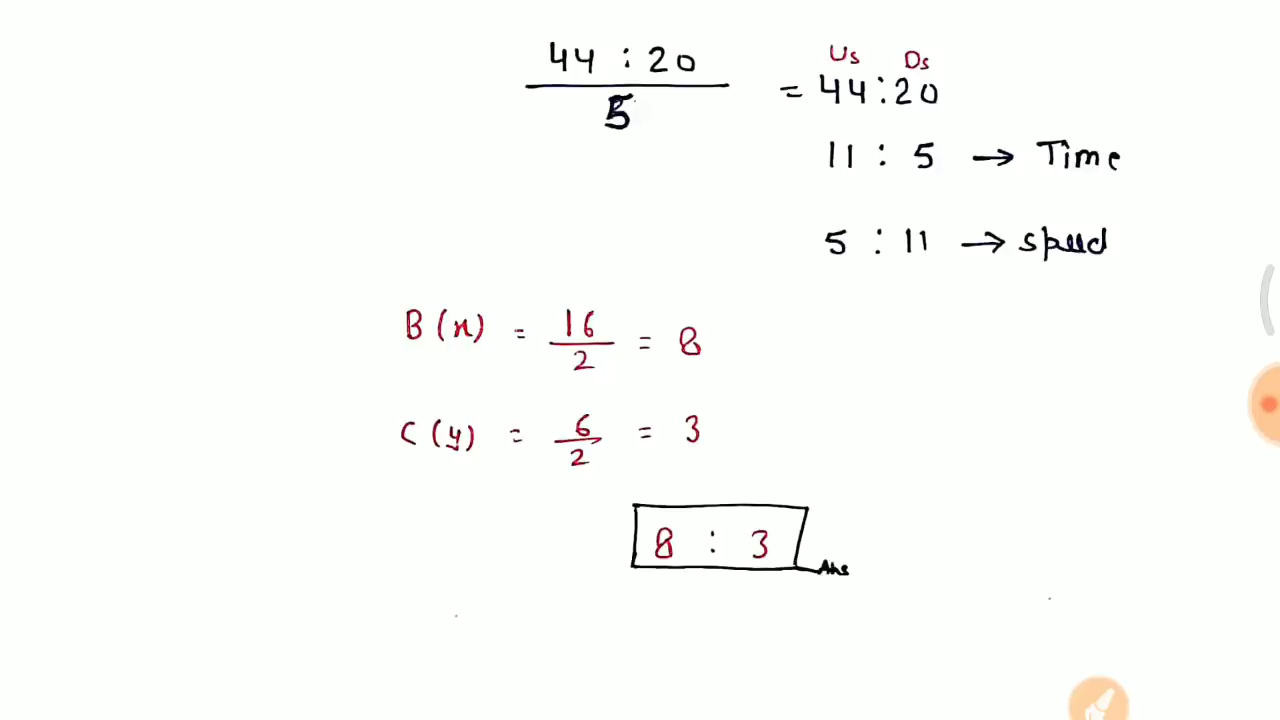 Us Ds
44 : 20 / 5 = 44:20
11 : 5 → Time
5 : 11 → speed
B(x) = 16/2 = 8
C(y) = 6/2 = 3
8 : 3 Ans